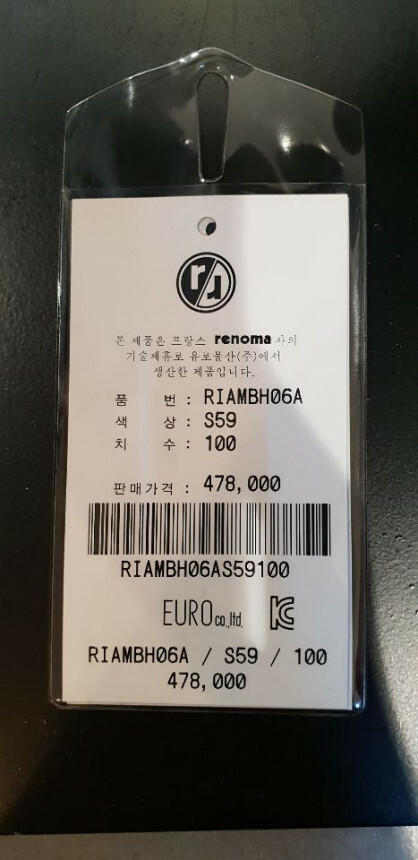 본 제품은 프랑스 renoma 사의
기술제휴로 유로물산(주)에서
생산한 제품입니다.
품 번 : RIAMBH06A
색 상 : S59
치 수 : 100
판매가격 : 478,000
RIAMBH06AS59100
EURO co.,ltd. KC
RIAMBH06A / S59 / 100
478,000